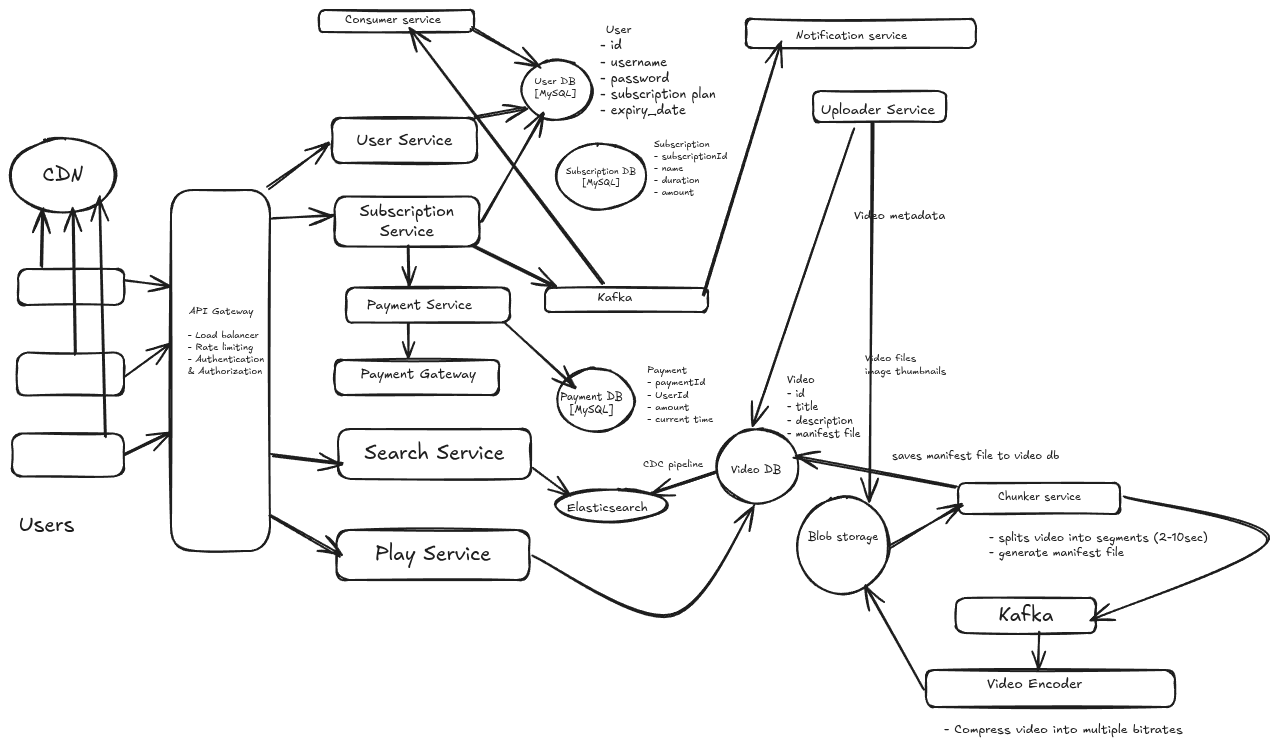 Consumer service
Notification service
User
- id
- username
- password
- subscription plan
- expiry_date
User DB
[MySQL]
Uploader Service
User Service
CDN
Subscription DB
[MySQL]
Subscription
- subscriptionId
- name
- duration
- amount
Subscription
Service
Video metadata
Kafka
Payment Service
API Gateway
- Load balancer
- Rate limiting
- Authentication
& Authorization
Payment Gateway
Payment DB
[MySQL]
Payment
- paymentId
- UserId
- amount
- current time
Video files
image thumbnails
Video
- id
- title
- description
- manifest file
Search Service
CDC pipeline
Video DB
saves manifest file to video db
Elasticsearch
Chunker service
- splits video into segments (2-10sec)
- generate manifest file
Blob storage
Users
Play Service
Kafka
Video Encoder
- Compress video into multiple bitrates